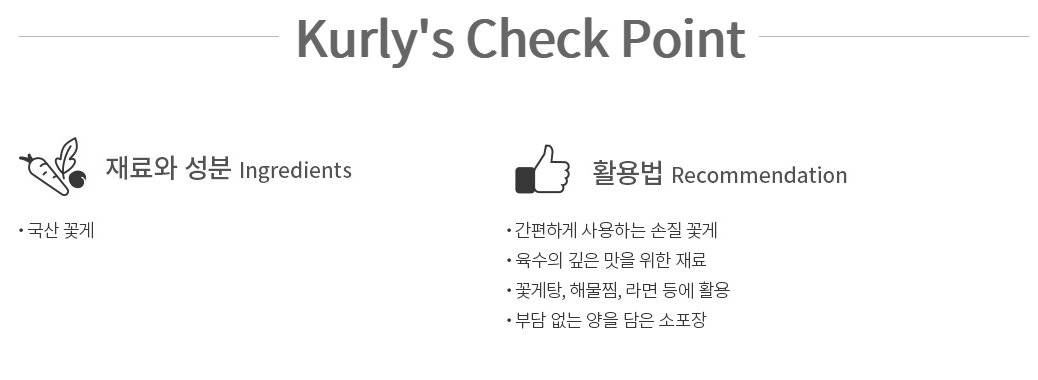 Kurly's Check Point
재료와 성분 Ingredients
• 국산 꽃게
활용법 Recommendation
• 간편하게 사용하는 손질 꽃게
• 육수의 깊은 맛을 위한 재료
• 꽃게탕, 해물찜, 라면 등에 활용
• 부담 없는 양을 담은 소포장